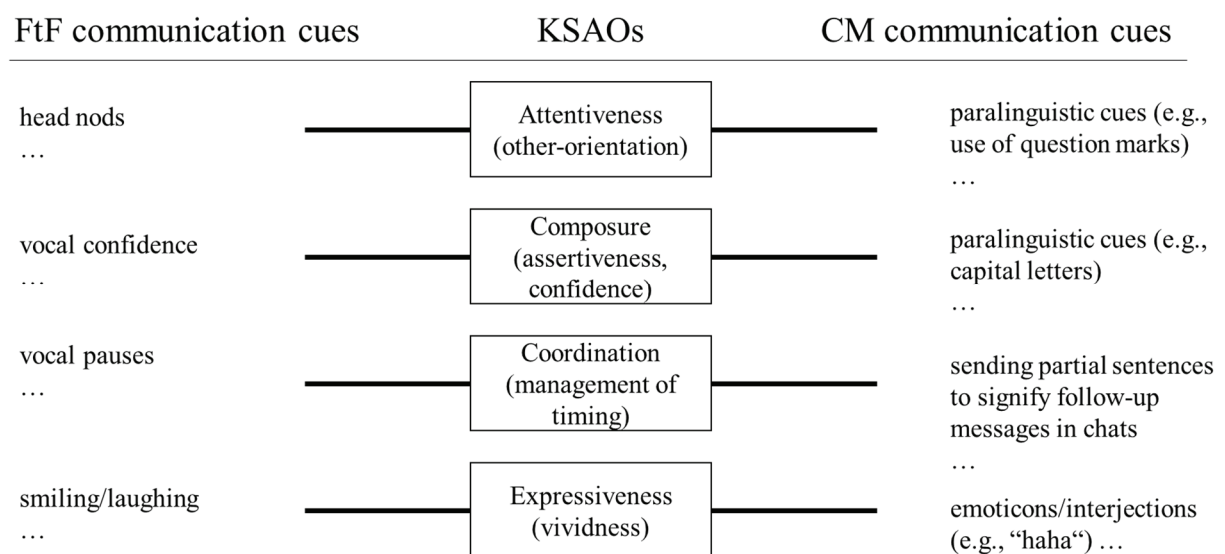 FtF communication cues
KSAOs
CM communication cues
head nods
…
Attentiveness
(other-orientation)
paralinguistic cues (e.g.,
use of question marks)
…
vocal confidence
…
Composure
(assertiveness,
confidence)
paralinguistic cues (e.g.,
capital letters)
…
vocal pauses
…
Coordination
(management of
timing)
sending partial sentences
to signify follow-up
messages in chats
…
smiling/laughing
…
Expressiveness
(vividness)
emoticons/interjections
(e.g., “haha“) …